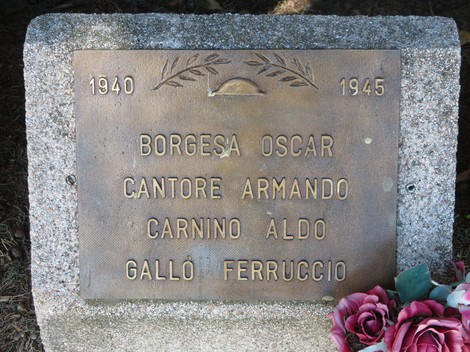 1940 1945
BORGESA OSCAR
CANTORE ARMANDO
CARNINO ALDO
GALLO FERRUCCIO